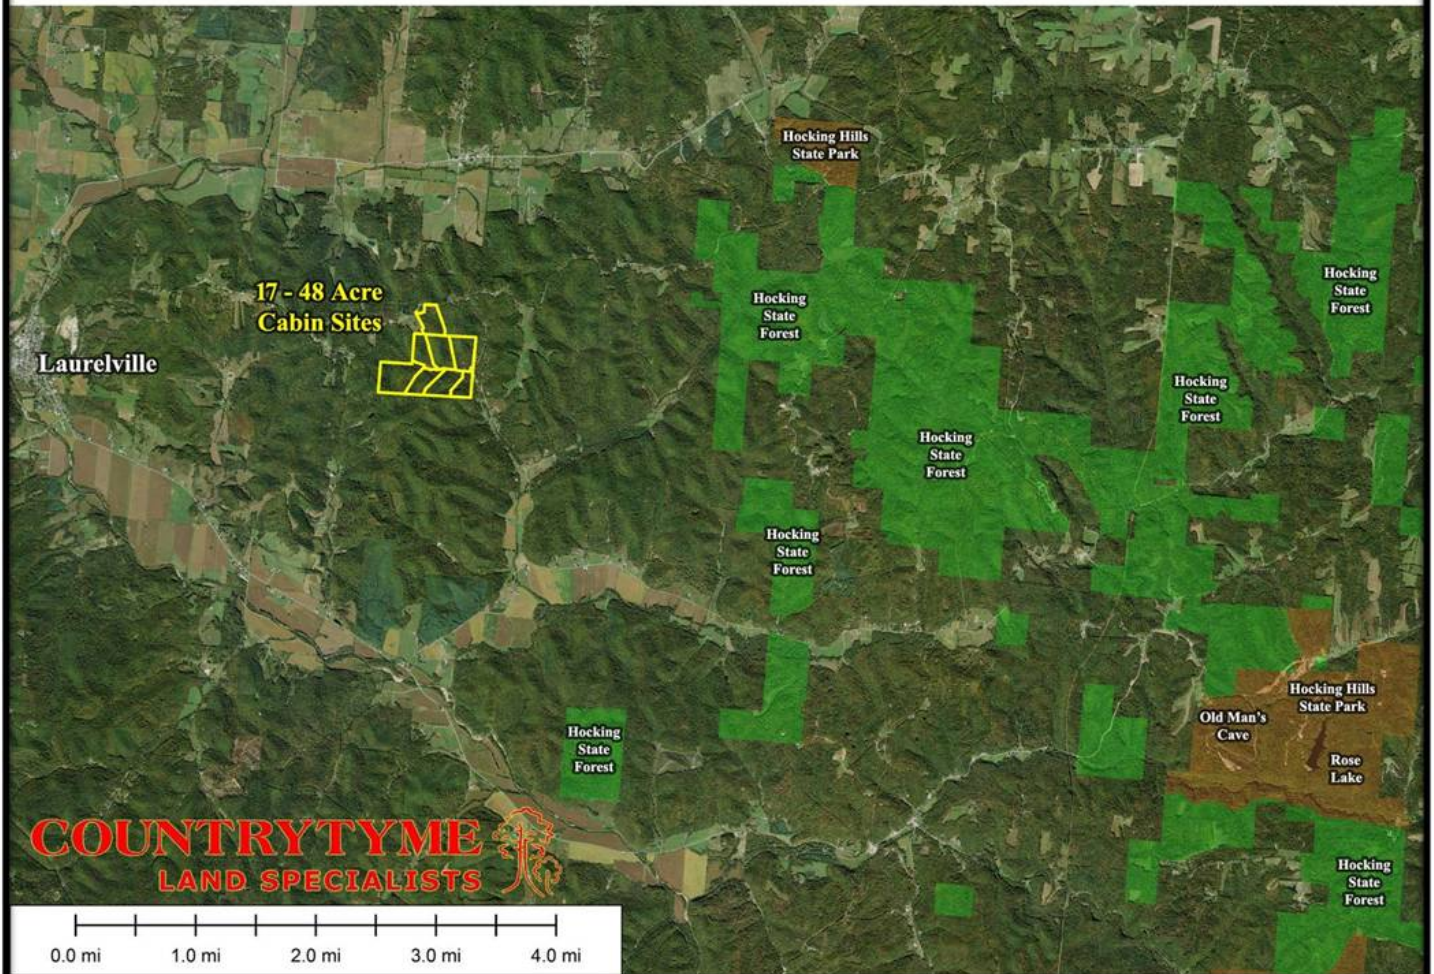 Hocking Hills
State Park
17 - 48 Acre
Cabin Sites
Laurelville
Hocking
State
Forest
Hocking
State
Forest
Hocking
State
Forest
Hocking
State
Forest
Hocking
State
Forest
Hocking
State
Forest
Hocking Hills
State Park
Old Man's
Cave
Rose
Lake
Hocking
State
Forest
COUNTRYTYME
LAND SPECIALISTS
0.0 mi 1.0 mi 2.0 mi 3.0 mi 4.0 mi